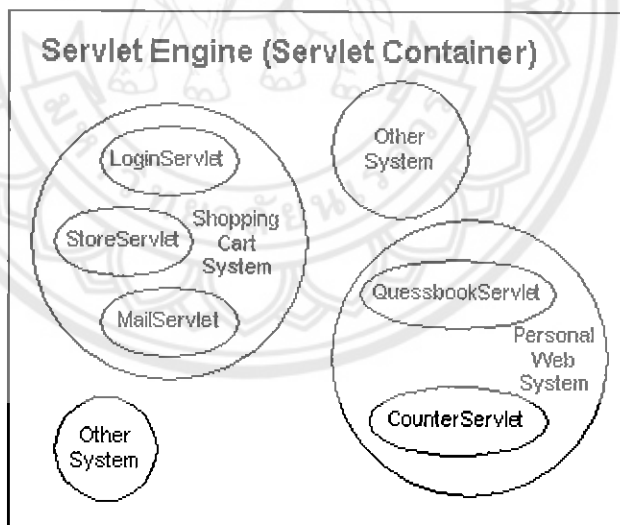 Servlet Engine (Servlet Container)
LoginServlet
StoreServlet
Shopping
Cart
System
MailServlet
Other
System
QuessbookServlet
Personal
Web
System
CounterServlet
Other
System